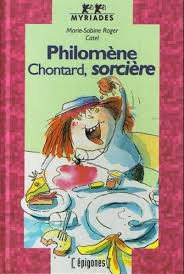 MYRIADES
Marie-Sabine Roger
Catel
Philomène
Chontard, sorcière
[épigones]